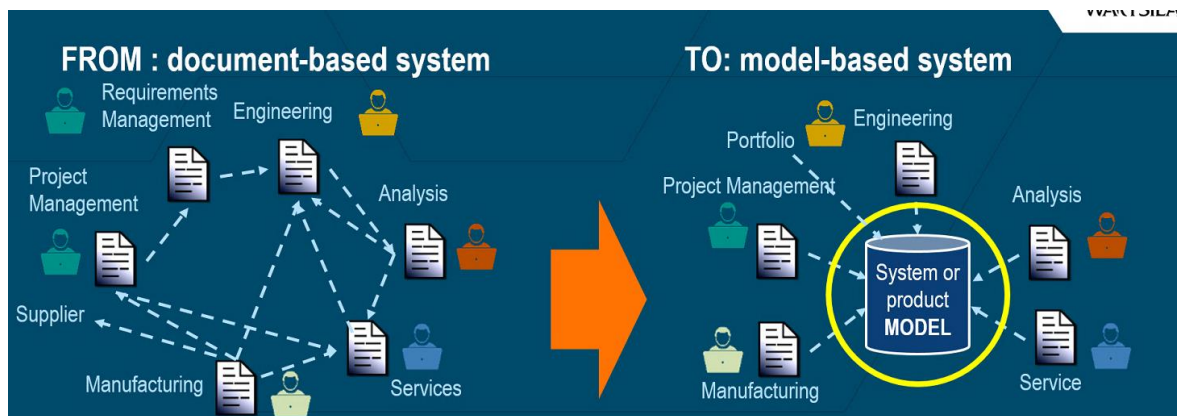 WÄRTSILÄ
FROM : document-based system
Requirements
Management
Engineering
Project
Management
Analysis
Supplier
Manufacturing
Services
TO: model-based system
Engineering
Portfolio
Project Management
Analysis
System or
product
MODEL
Manufacturing
Service